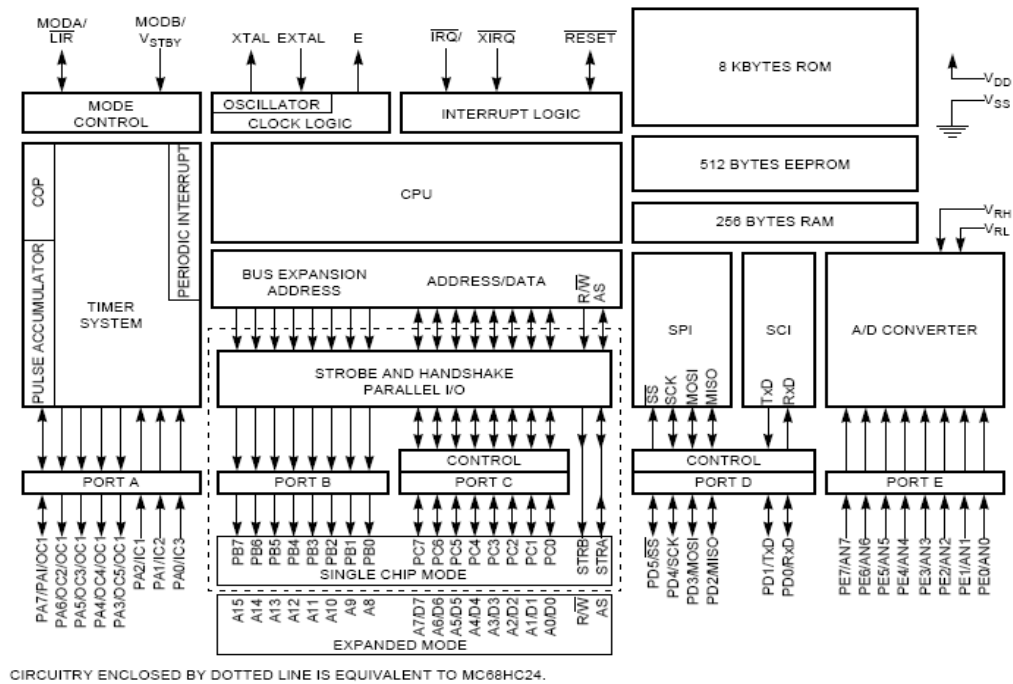 MODA/
LIR
MODB/
VSTBY
XTAL EXTAL E
IRQ/ XIRQ RESET
MODE
CONTROL
OSCILLATOR
CLOCK LOGIC
INTERRUPT LOGIC
8 KBYTES ROM
VDD
VSS
COP
PULSE ACCUMULATOR
TIMER
SYSTEM
PERIODIC INTERRUPT
CPU
512 BYTES EEPROM
256 BYTES RAM
VRH
VRL
BUS EXPANSION
ADDRESS
ADDRESS/DATA
R/W
AS
STROBE AND HANDSHAKE
PARALLEL I/O
SPI
SS
SCK
MOSI
MISO
SCI
TxD
RxD
A/D CONVERTER
PORT A
PORT B
CONTROL
PORT C
CONTROL
PORT D
PORT E
PA7/PAI/OC1
PA6/OC2/OC1
PA5/OC3/OC1
PA4/OC4/OC1
PA3/OC5/OC1
PA2/IC1
PA1/IC2
PA0/IC3
PB7
PB6
PB5
PB4
PB3
PB2
PB1
PB0
PC7
PC6
PC5
PC4
PC3
PC2
PC1
PC0
STRB
STRA
SINGLE CHIP MODE
A15
A14
A13
A12
A11
A10
A9
A8
A7/D7
A6/D6
A5/D5
A4/D4
A3/D3
A2/D2
A1/D1
A0/D0
R/W
AS
EXPANDED MODE
PD5/SS
PD4/SCK
PD3/MOSI
PD2/MISO
PD1/TxD
PD0/RxD
PE7/AN7
PE6/AN6
PE5/AN5
PE4/AN4
PE3/AN3
PE2/AN2
PE1/AN1
PE0/AN0
CIRCUITRY ENCLOSED BY DOTTED LINE IS EQUIVALENT TO MC68HC24.